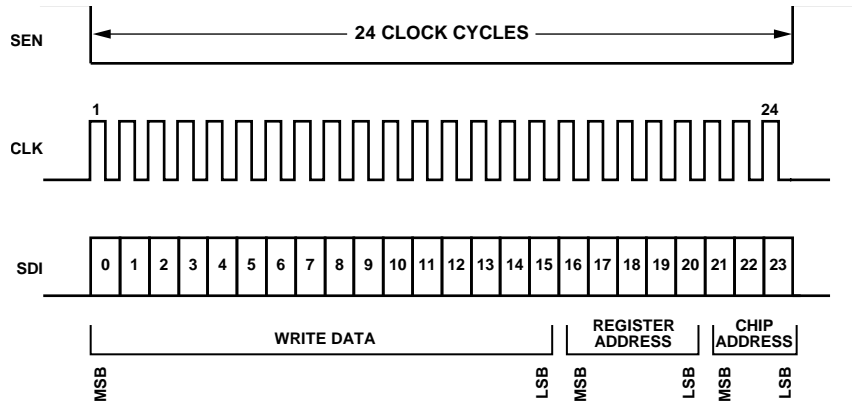 SEN
24 CLOCK CYCLES
1
24
CLK
SDI
0 1 2 3 4 5 6 7 8 9 10 11 12 13 14 15 16 17 18 19 20 21 22 23
WRITE DATA
REGISTER
ADDRESS
CHIP
ADDRESS
MSB
LSB
MSB
LSB
MSB
LSB